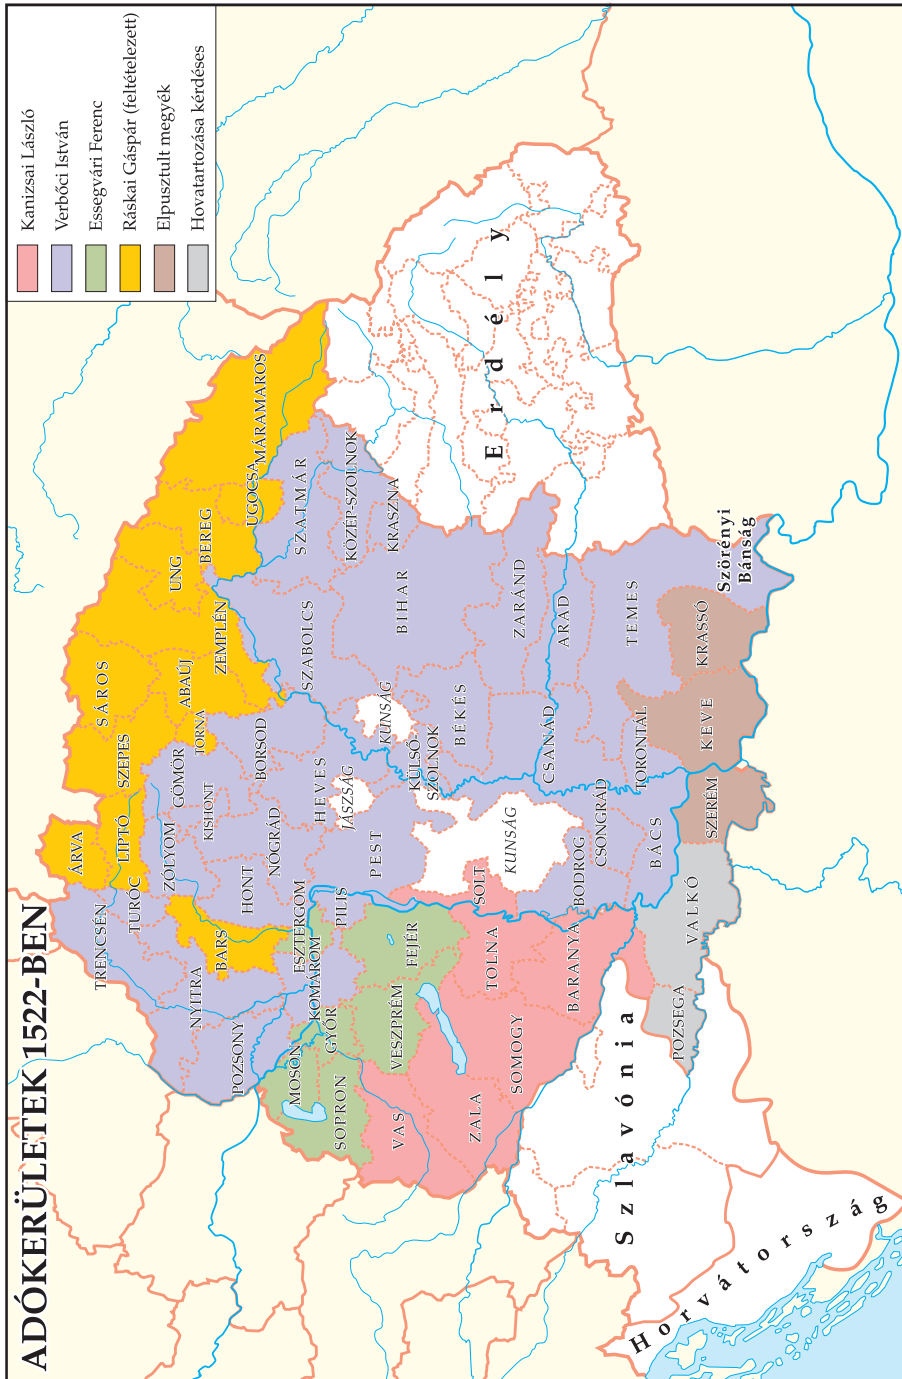 ADÓKERÜLETEK 1522-BEN
Kanizsai László
Verbőci István
Essegvári Ferenc
Ráskai Gáspár (feltételezett)
Elpusztult megyék
Hovatartozása kérdéses
ÁRVA
TRENCSÉN
LIPTÓ
SZEPES
SÁROS
TURÓC
ZÓLYOM
GÖMÖR
TORNA
ABAÚJ
UNG
BEREG
ZEMPLÉN
NYITRA
BARS
KISHONT
BORSOD
UGOCSA
MÁRAMAROS
POZSONY
HONT
NÓGRÁD
HEVES
SZABOLCS
SZATMÁR
MOSON
KOMÁROM
ESZTERGOM
PILIS
JÁSZSÁG
KÖZÉP-SZOLNOK
SOPRON
GYŐR
PEST
KUNSÁG
KRASZNA
BIHAR
VAS
VESZPRÉM
FEJÉR
KÜLSŐ-
SZOLNOK
BÉKÉS
ZALA
TOLNA
SOLT
KUNSÁG
Erdély
SOMOGY
ZARÁND
CSANÁD
ARAD
BARANYA
BODROG
CSONGRÁD
TORONTÁL
TEMES
BÁCS
Szlavónia
POZSEGA
VALKÓ
SZERÉM
KEVE
KRASSÓ
Szörényi
Bánság
Horvátország